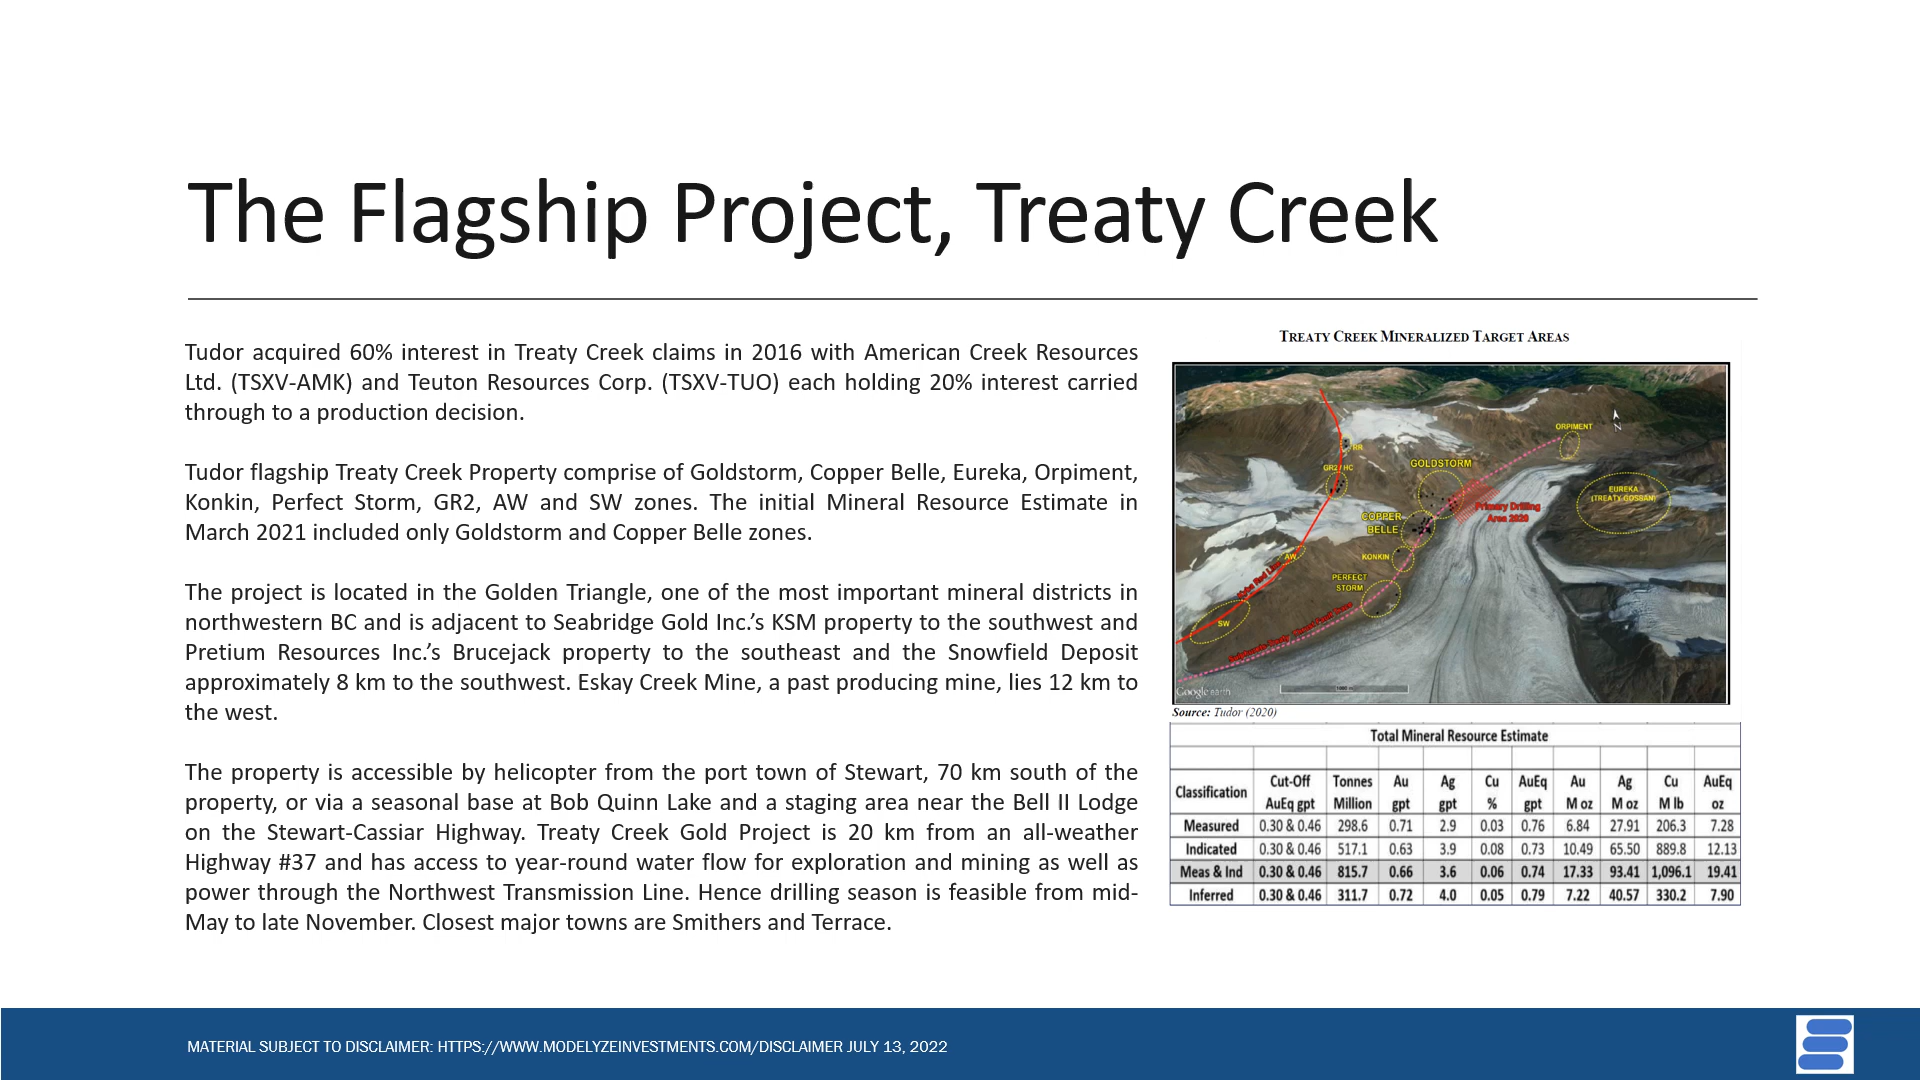 The Flagship Project, Treaty Creek
Tudor acquired 60% interest in Treaty Creek claims in 2016 with American Creek Resources
Ltd. (TSXV-AMK) and Teuton Resources Corp. (TSXV-TUO) each holding 20% interest carried
through to a production decision.
Tudor flagship Treaty Creek Property comprise of Goldstorm, Copper Belle, Eureka, Orpiment,
Konkin, Perfect Storm, GR2, AW and SW zones. The initial Mineral Resource Estimate in
March 2021 included only Goldstorm and Copper Belle zones.
The project is located in the Golden Triangle, one of the most important mineral districts in
northwestern BC and is adjacent to Seabridge Gold Inc.’s KSM property to the southwest and
Pretium Resources Inc.’s Brucejack property to the southeast and the Snowfield Deposit
approximately 8 km to the southwest. Eskay Creek Mine, a past producing mine, lies 12 km to
the west.
The property is accessible by helicopter from the port town of Stewart, 70 km south of the
property, or via a seasonal base at Bob Quinn Lake and a staging area near the Bell II Lodge
on the Stewart-Cassiar Highway. Treaty Creek Gold Project is 20 km from an all-weather
Highway #37 and has access to year-round water flow for exploration and mining as well as
power through the Northwest Transmission Line. Hence drilling season is feasible from mid-
May to late November. Closest major towns are Smithers and Terrace.
TREATY CREEK MINERALIZED TARGET AREAS
ORPIMENT
N
HR
GR2 / HC
GOLDSTORM
EUREKA
(TREATY GOSSAN)
Primary Drilling
Area 2020
COPPER
BELLE
AW
KONKIN
PERFECT
STORM
SW
Google earth
Source: Tudor (2020)
Total Mineral Resource Estimate
Classification Cut-Off Tonnes Au Ag Cu AuEq Au Ag Cu AuEq
AuEq gpt Million gpt gpt % gpt M oz M oz M lb oz
Measured 0.30 & 0.46 298.6 0.71 2.9 0.03 0.76 6.84 27.91 206.3 7.28
Indicated 0.30 & 0.46 517.1 0.63 3.9 0.08 0.73 10.49 65.50 889.8 12.13
Meas & Ind 0.30 & 0.46 815.7 0.66 3.6 0.06 0.74 17.33 93.41 1,096.1 19.41
Inferred 0.30 & 0.46 311.7 0.72 4.0 0.05 0.79 7.22 40.57 330.2 7.90
MATERIAL SUBJECT TO DISCLAIMER: HTTPS://WWW.MODELYZEINVESTMENTS.COM/DISCLAIMER JULY 13, 2022